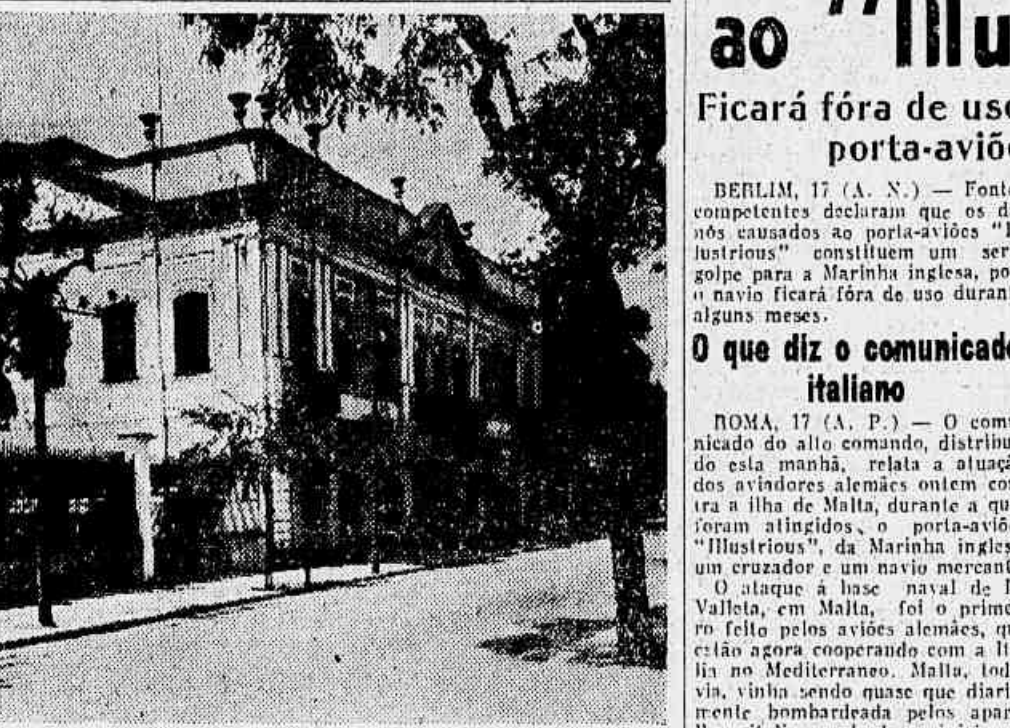 ao "Illu
Ficará fóra de uso
porta-aviõ
BERLIM, 17 (A. N.) — Font
competentes declaram que os d
nós causados ao porta-aviões "I
lustrious" constituem um ser
golpe para a Marinha inglesa, po
o navio ficará fóra de uso duran
alguns meses.
O que diz o comunicado
italiano
ROMA, 17 (A. P.) — O com
nicado do alto comando, distribu
do esta manhã, relata a atuaçã
dos aviadores alemães ontem co
tra a ilha de Malta, durante a qu
foram atingidos, o porta-aviõ
"Illustrious", da Marinha ingles
um cruzador e um navio mercan
O ataque á base naval de
Valleta, em Malta, foi o prime
ro feito pelos aviões alemães, qu
estão agora cooperando com a It
lia no Mediterraneo. Malta, tod
via, vinha sendo quase que diari
mente bombardeada pelos apar